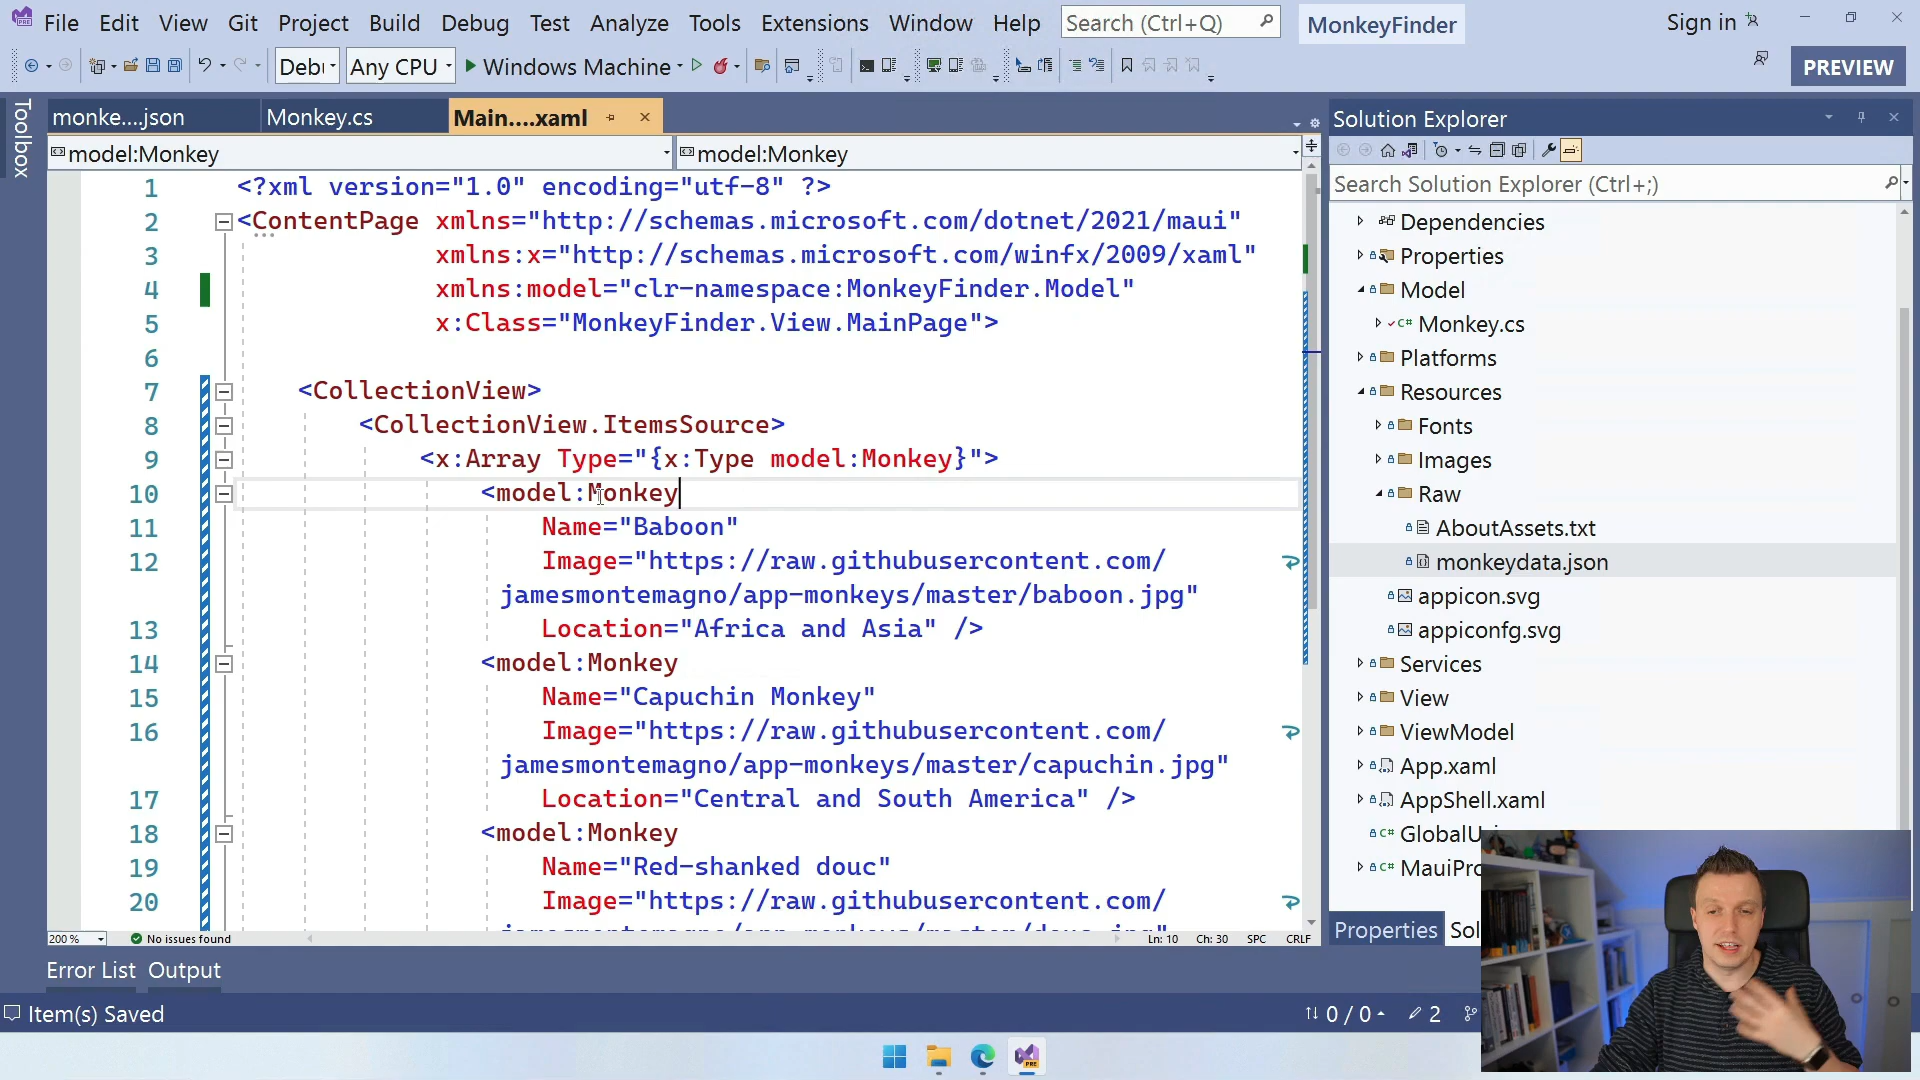 File Edit View Git Project Build Debug Test Analyze Tools Extensions Window Help Search (Ctrl+Q) MonkeyFinder Sign in
Any CPU Windows Machine PREVIEW
Toolbox
monke....json Monkey.cs Main....xaml
model:Monkey model:Monkey
1 <?xml version="1.0" encoding="utf-8" ?>
2 <ContentPage xmlns="http://schemas.microsoft.com/dotnet/2021/maui"
3 xmlns:x="http://schemas.microsoft.com/winfx/2009/xaml"
4 xmlns:model="clr-namespace:MonkeyFinder.Model"
5 x:Class="MonkeyFinder.View.MainPage">
6
7 <CollectionView>
8 <CollectionView.ItemsSource>
9 <x:Array Type="{x:Type model:Monkey}">
10 <model:Monkey
11 Name="Baboon"
12 Image="https://raw.githubusercontent.com/
jamesmontemagno/app-monkeys/master/baboon.jpg"
13 Location="Africa and Asia" />
14 <model:Monkey
15 Name="Capuchin Monkey"
16 Image="https://raw.githubusercontent.com/
jamesmontemagno/app-monkeys/master/capuchin.jpg"
17 Location="Central and South America" />
18 <model:Monkey
19 Name="Red-shanked douc"
20 Image="https://raw.githubusercontent.com/
200 % No issues found Ln: 10 Ch: 30 SPC CRLF
Error List Output
Item(s) Saved 0 / 0 2
Solution Explorer
Search Solution Explorer (Ctrl+;)
Dependencies
Properties
Model
C# Monkey.cs
Platforms
Resources
Fonts
Images
Raw
AboutAssets.txt
monkeydata.json
appicon.svg
appiconfg.svg
Services
View
ViewModel
App.xaml
AppShell.xaml
C#
C#
Properties
PRE